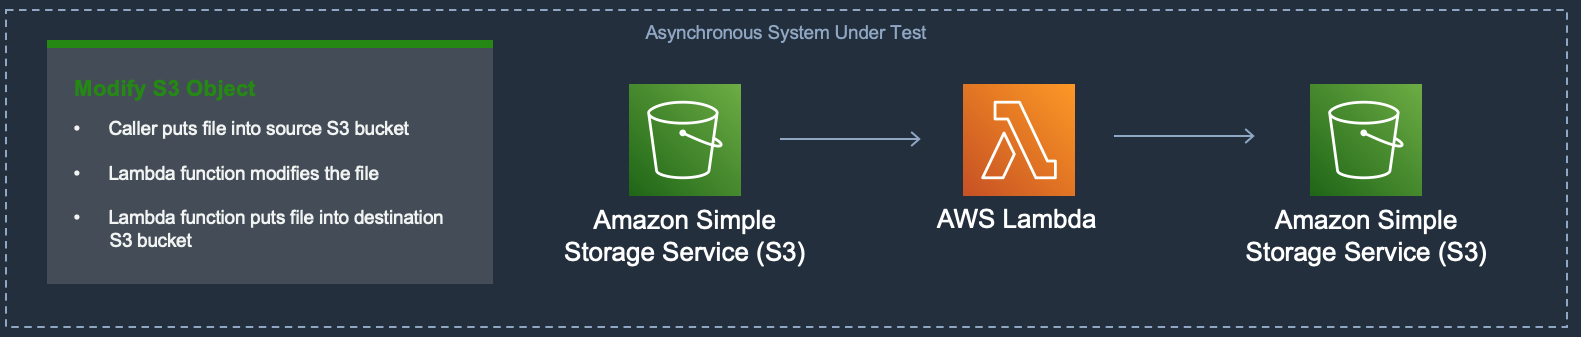 Asynchronous System Under Test
Modify S3 Object
• Caller puts file into source S3 bucket
• Lambda function modifies the file
• Lambda function puts file into destination
S3 bucket
Amazon Simple
Storage Service (S3)
AWS Lambda
Amazon Simple
Storage Service (S3)